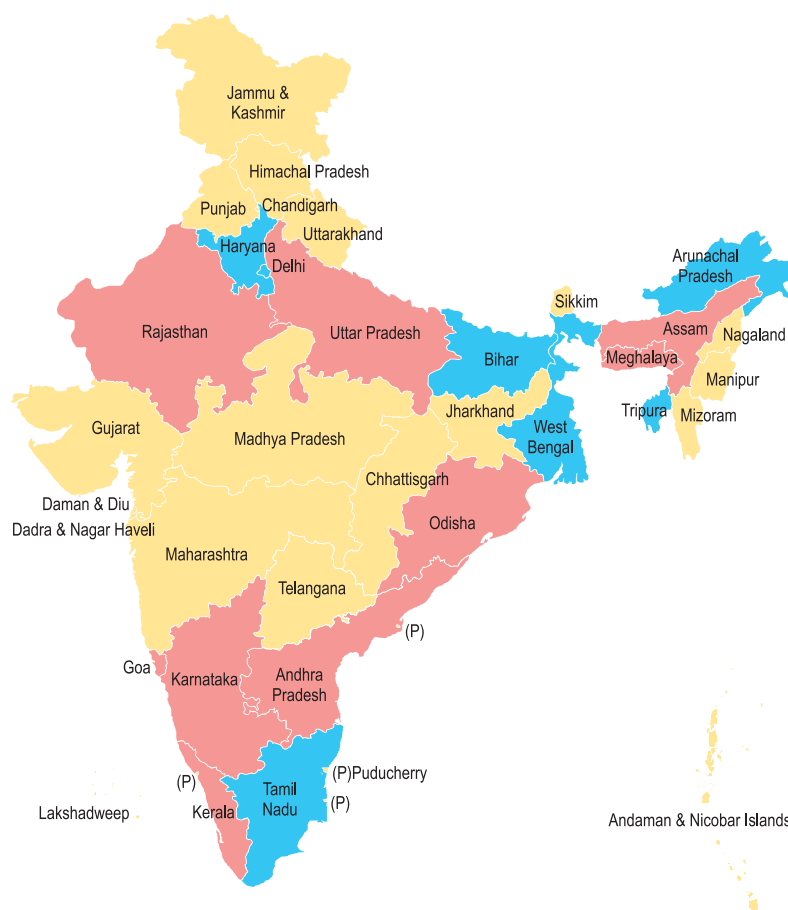 Jammu &
Kashmir
Himachal Pradesh
Punjab
Chandigarh
Uttarakhand
Haryana
Delhi
Arunachal
Pradesh
Sikkim
Rajasthan
Uttar Pradesh
Assam
Nagaland
Bihar
Meghalaya
Manipur
Jharkhand
Tripura
Mizoram
Gujarat
Madhya Pradesh
West
Bengal
Chhattisgarh
Daman & Diu
Dadra & Nagar Haveli
Odisha
Maharashtra
Telangana
(P)
Goa
Karnataka
Andhra
Pradesh
(P)
(P)Puducherry
Tamil
Nadu
(P)
Lakshadweep
Kerala
Andaman & Nicobar Islands